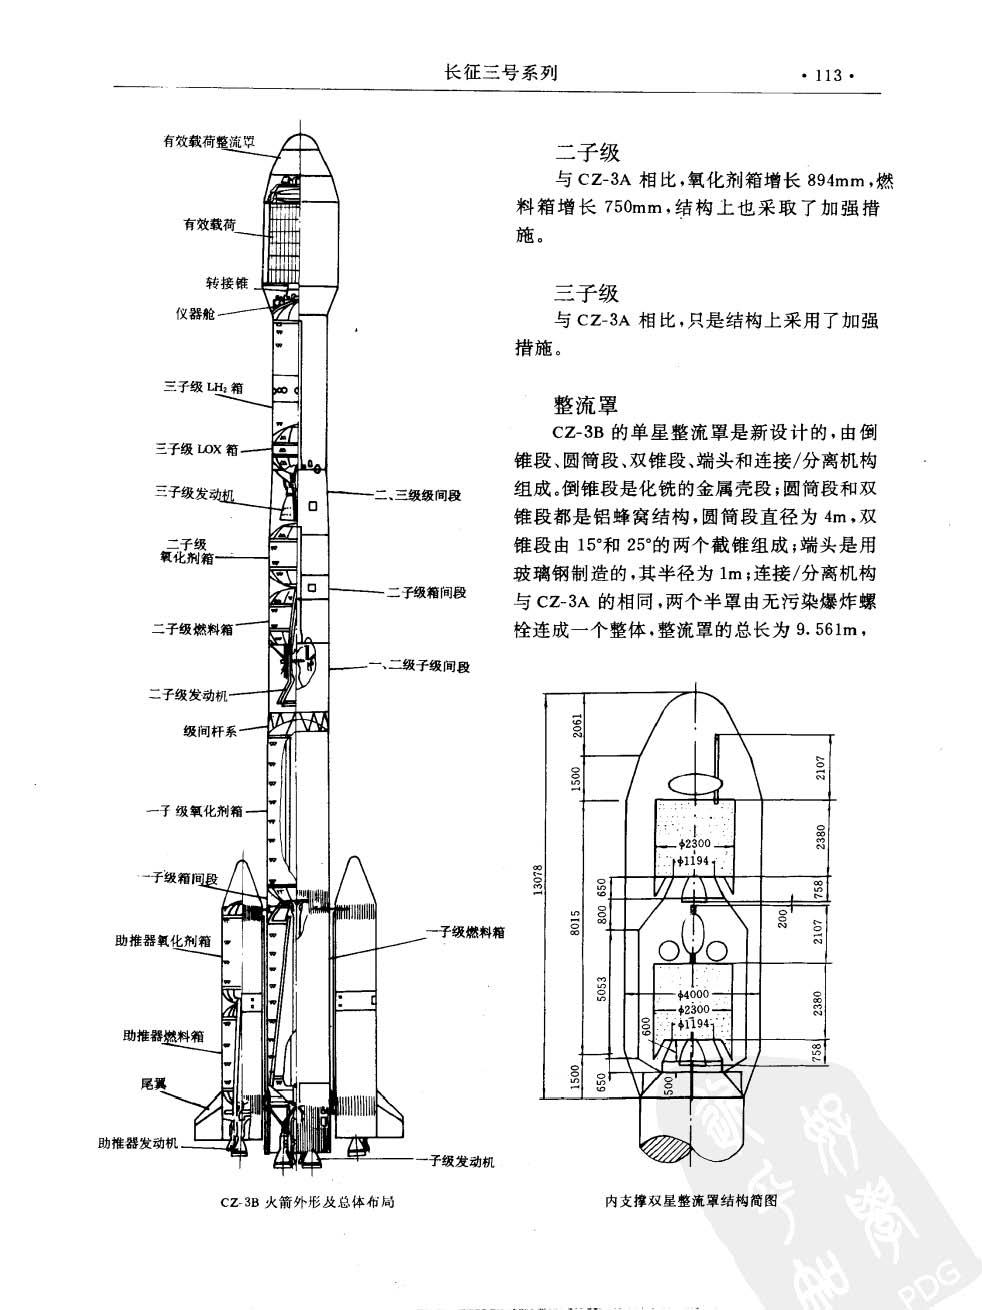 长征三号系列
·113·
有效载荷整流罩
有效载荷
转接锥
仪器舱
三子级 LH₂ 箱
三子级 LOX 箱
三子级发动机
二、三级级间段
二子级
氧化剂箱
二子级箱间段
二子级燃料箱
一、二级子级间段
二子级发动机
级间杆系
一子级氧化剂箱
一子级箱间段
助推器氧化剂箱
一子级燃料箱
助推器燃料箱
尾翼
助推器发动机
一子级发动机
CZ-3B 火箭外形及总体布局
二子级
与 CZ-3A 相比,氧化剂箱增长 894mm,燃
料箱增长 750mm,结构上也采取了加强措
施。
三子级
与 CZ-3A 相比,只是结构上采用了加强
措施。
整流罩
CZ-3B 的单星整流罩是新设计的,由倒
锥段、圆筒段、双锥段、端头和连接/分离机构
组成。倒锥段是化铣的金属壳段;圆筒段和双
锥段都是铝蜂窝结构,圆筒段直径为 4m,双
锥段由 15°和 25°的两个截锥组成;端头是用
玻璃钢制造的,其半径为 1m;连接/分离机构
与 CZ-3A 的相同,两个半罩由无污染爆炸螺
栓连成一个整体,整流罩的总长为 9.561m,
2061
1500
13078
8015
1500
650
800
5053
650
600
500
ϕ2300
ϕ1194
ϕ4000
ϕ2300
ϕ1194
200
2107
2380
758
2107
2380
758
内支撑双星整流罩结构简图
PDG